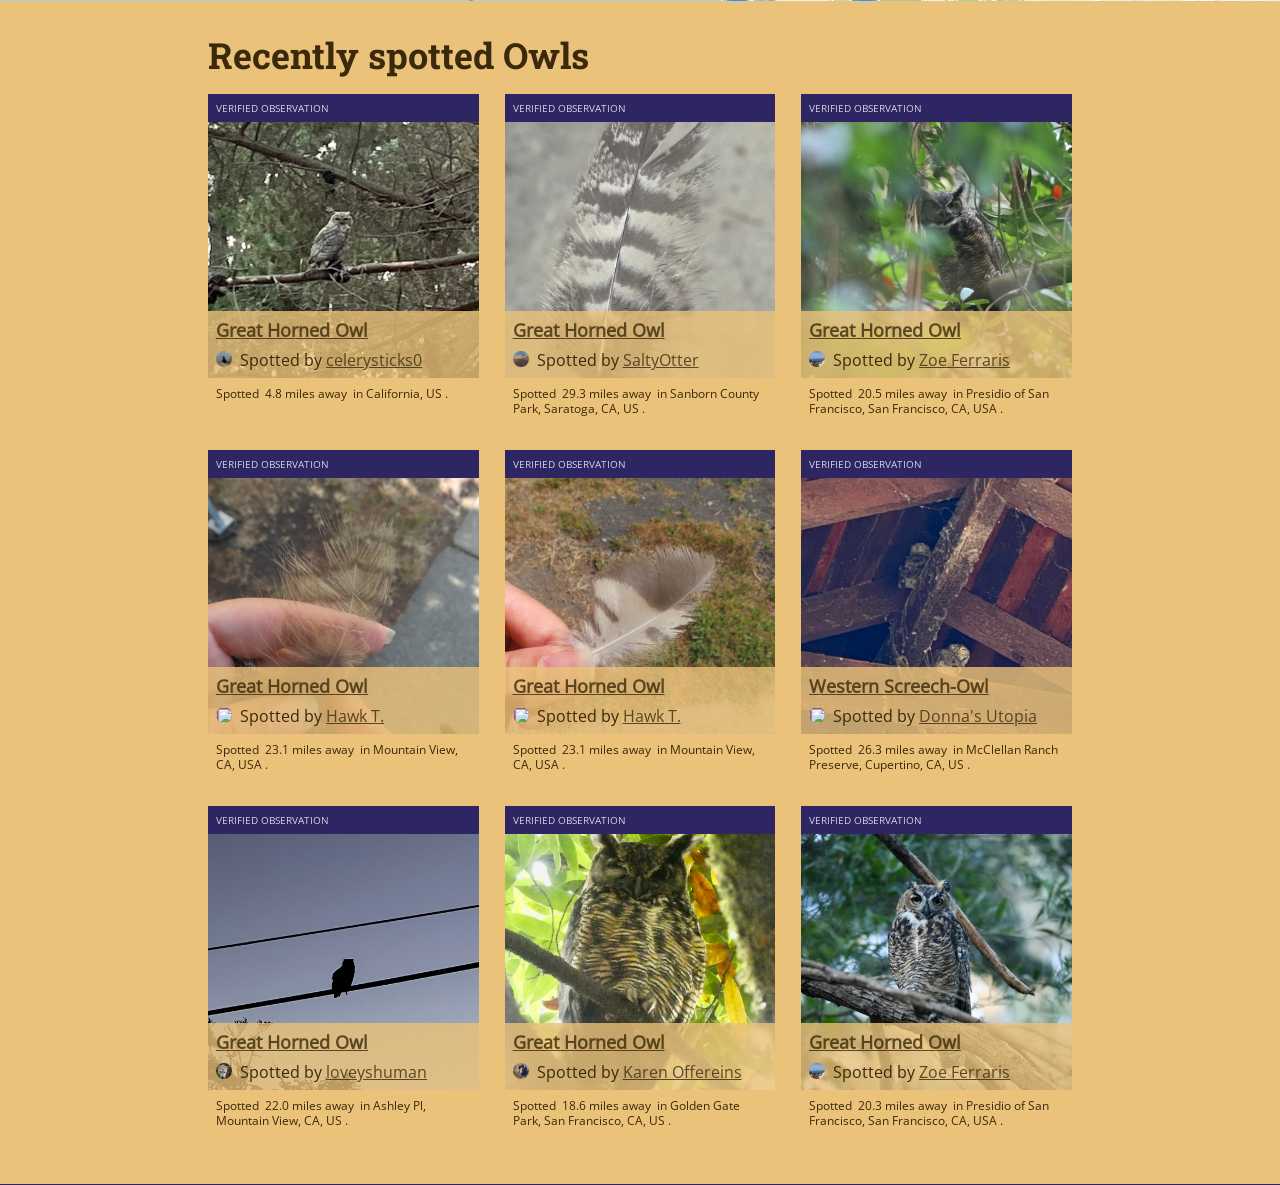 Recently spotted Owls
VERIFIED OBSERVATION
Great Horned Owl
Spotted by celerysticks0
Spotted 4.8 miles away in California, US .
VERIFIED OBSERVATION
Great Horned Owl
Spotted by SaltyOtter
Spotted 29.3 miles away in Sanborn County
Park, Saratoga, CA, US .
VERIFIED OBSERVATION
Great Horned Owl
Spotted by Zoe Ferraris
Spotted 20.5 miles away in Presidio of San
Francisco, San Francisco, CA, USA .
VERIFIED OBSERVATION
Great Horned Owl
Spotted by Hawk T.
Spotted 23.1 miles away in Mountain View,
CA, USA .
VERIFIED OBSERVATION
Great Horned Owl
Spotted by Hawk T.
Spotted 23.1 miles away in Mountain View,
CA, USA .
VERIFIED OBSERVATION
Western Screech-Owl
Spotted by Donna's Utopia
Spotted 26.3 miles away in McClellan Ranch
Preserve, Cupertino, CA, US .
VERIFIED OBSERVATION
Great Horned Owl
Spotted by loveyshuman
Spotted 22.0 miles away in Ashley Pl,
Mountain View, CA, US .
VERIFIED OBSERVATION
Great Horned Owl
Spotted by Karen Offereins
Spotted 18.6 miles away in Golden Gate
Park, San Francisco, CA, US .
VERIFIED OBSERVATION
Great Horned Owl
Spotted by Zoe Ferraris
Spotted 20.3 miles away in Presidio of San
Francisco, San Francisco, CA, USA .